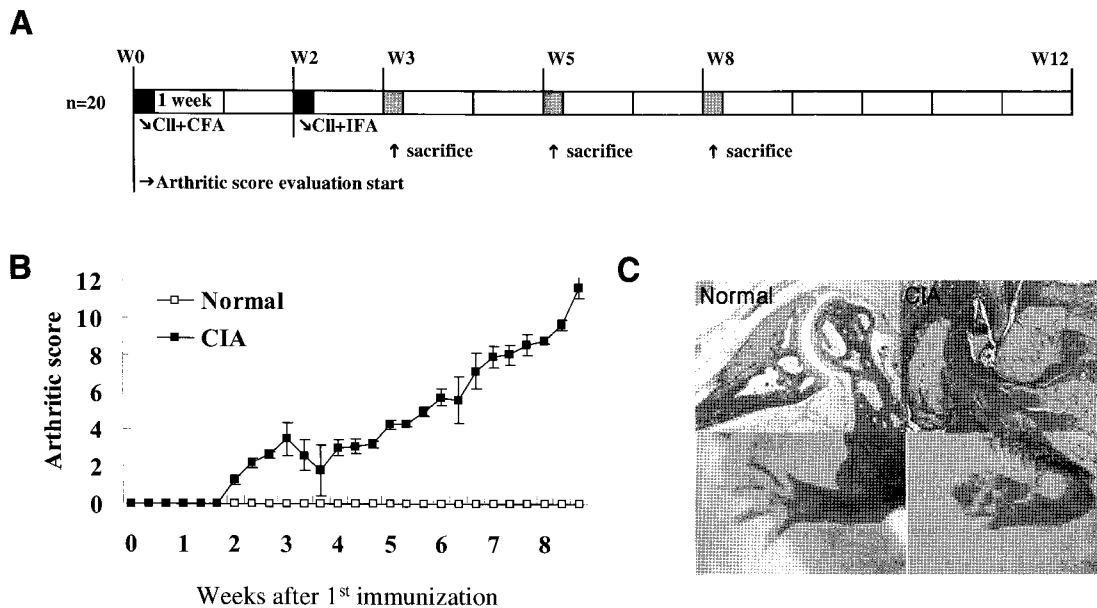 A
W0 W2 W3 W5 W8 W12
n=20 1 week
↘CII+CFA ↘CII+IFA
↑ sacrifice ↑ sacrifice ↑ sacrifice
→Arthritic score evaluation start
B
12
10
8
6
4
2
0
Arthritic score
Normal
CIA
0 1 2 3 4 5 6 7 8
Weeks after 1st immunization
C
Normal CIA